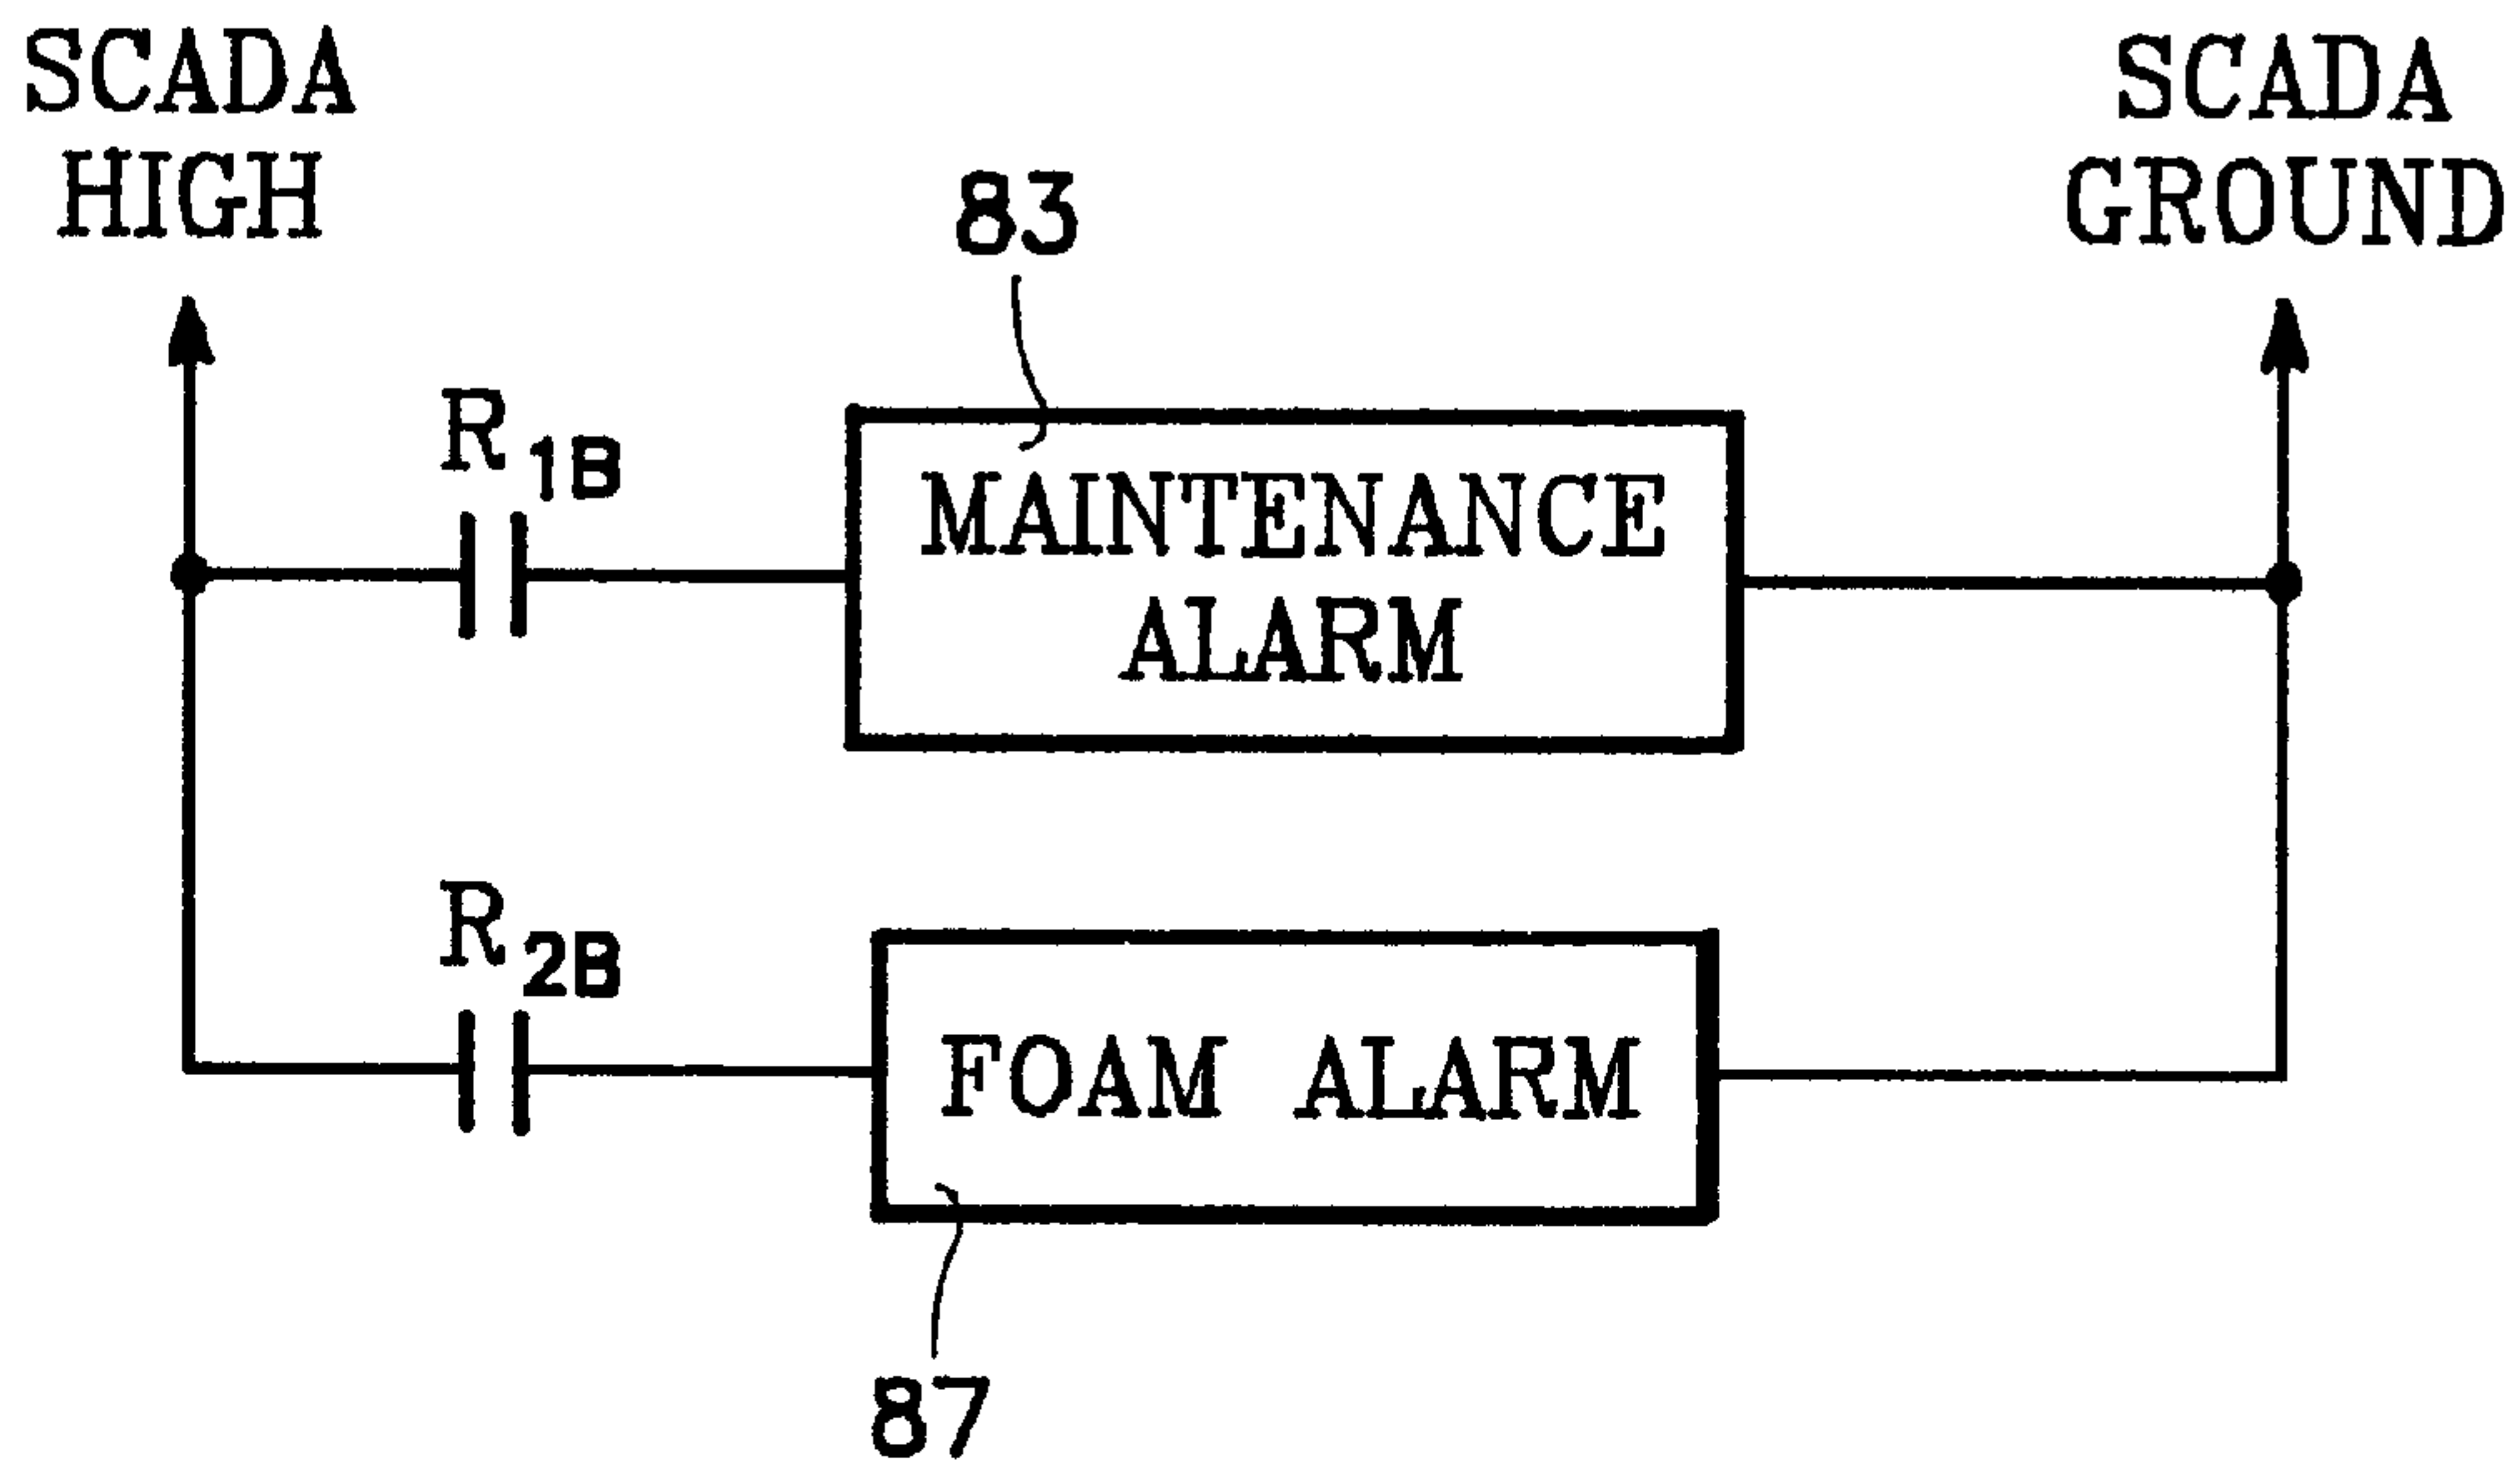 SCADA
HIGH
SCADA
GROUND
83
R1B
MAINTENANCE
ALARM
R2B
FOAM ALARM
87